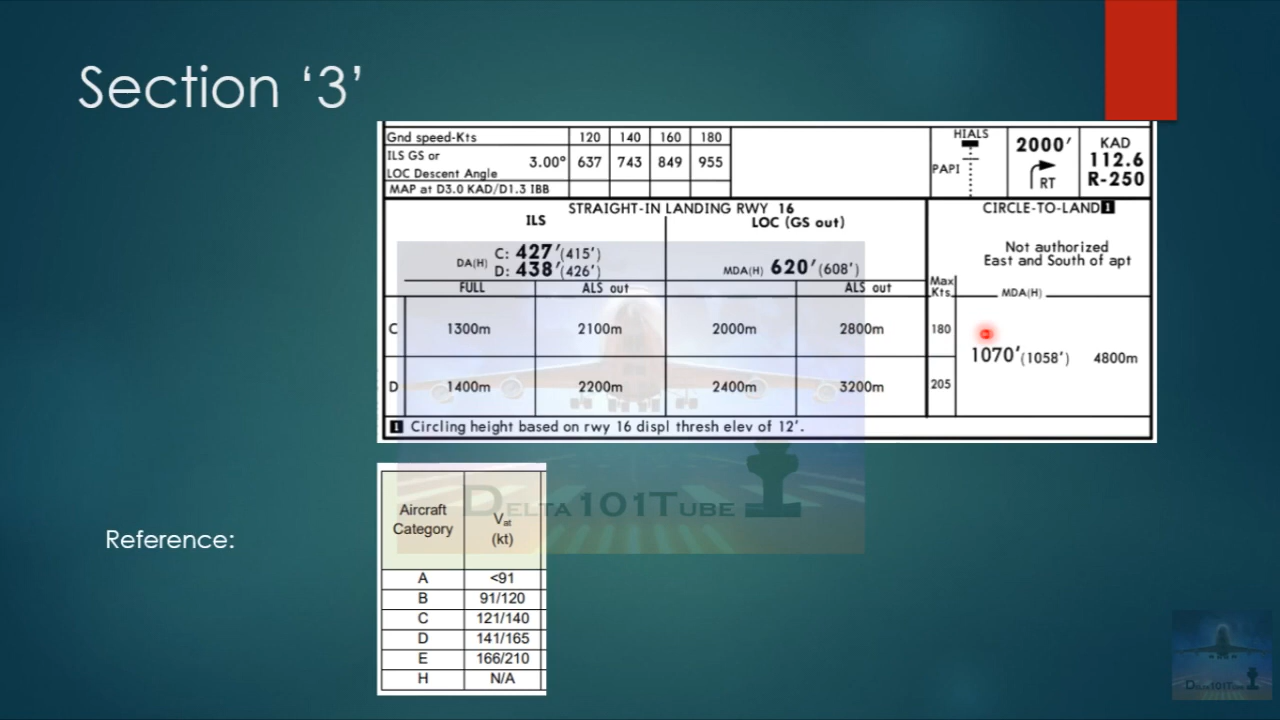 Section ‘3’
Gnd speed-Kts 120 140 160 180
ILS GS or
LOC Descent Angle 3.00° 637 743 849 955
MAP at D3.0 KAD/D1.3 IBB
HIALS
PAPI
2000'
RT
KAD
112.6
R-250
STRAIGHT-IN LANDING RWY 16
ILS
LOC (GS out)
DA(H) C: 427'(415')
D: 438'(426')
MDA(H) 620'(608')
FULL ALS out ALS out
C 1300m 2100m 2000m 2800m
D 1400m 2200m 2400m 3200m
CIRCLE-TO-LAND 1
Not authorized
East and South of apt
Max
Kts. MDA(H)
180
1070'(1058') 4800m
205
1 Circling height based on rwy 16 displ thresh elev of 12'.
DELTA101TUBE
Reference:
Aircraft
Category
Vat
(kt)
A <91
B 91/120
C 121/140
D 141/165
E 166/210
H N/A
DELTA101TUBE